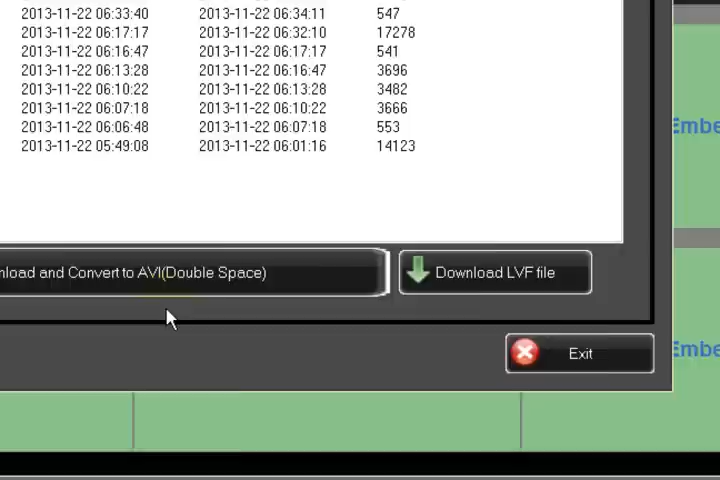 2013-11-22 06:33:40 2013-11-22 06:34:11 547
2013-11-22 06:17:17 2013-11-22 06:32:10 17278
2013-11-22 06:16:47 2013-11-22 06:17:17 541
2013-11-22 06:13:28 2013-11-22 06:16:47 3696
2013-11-22 06:10:22 2013-11-22 06:13:28 3482
2013-11-22 06:07:18 2013-11-22 06:10:22 3666
2013-11-22 06:06:48 2013-11-22 06:07:18 553
2013-11-22 05:49:08 2013-11-22 06:01:16 14123
Embe
nload and Convert to AVI(Double Space) Download LVF file
Exit
Embe